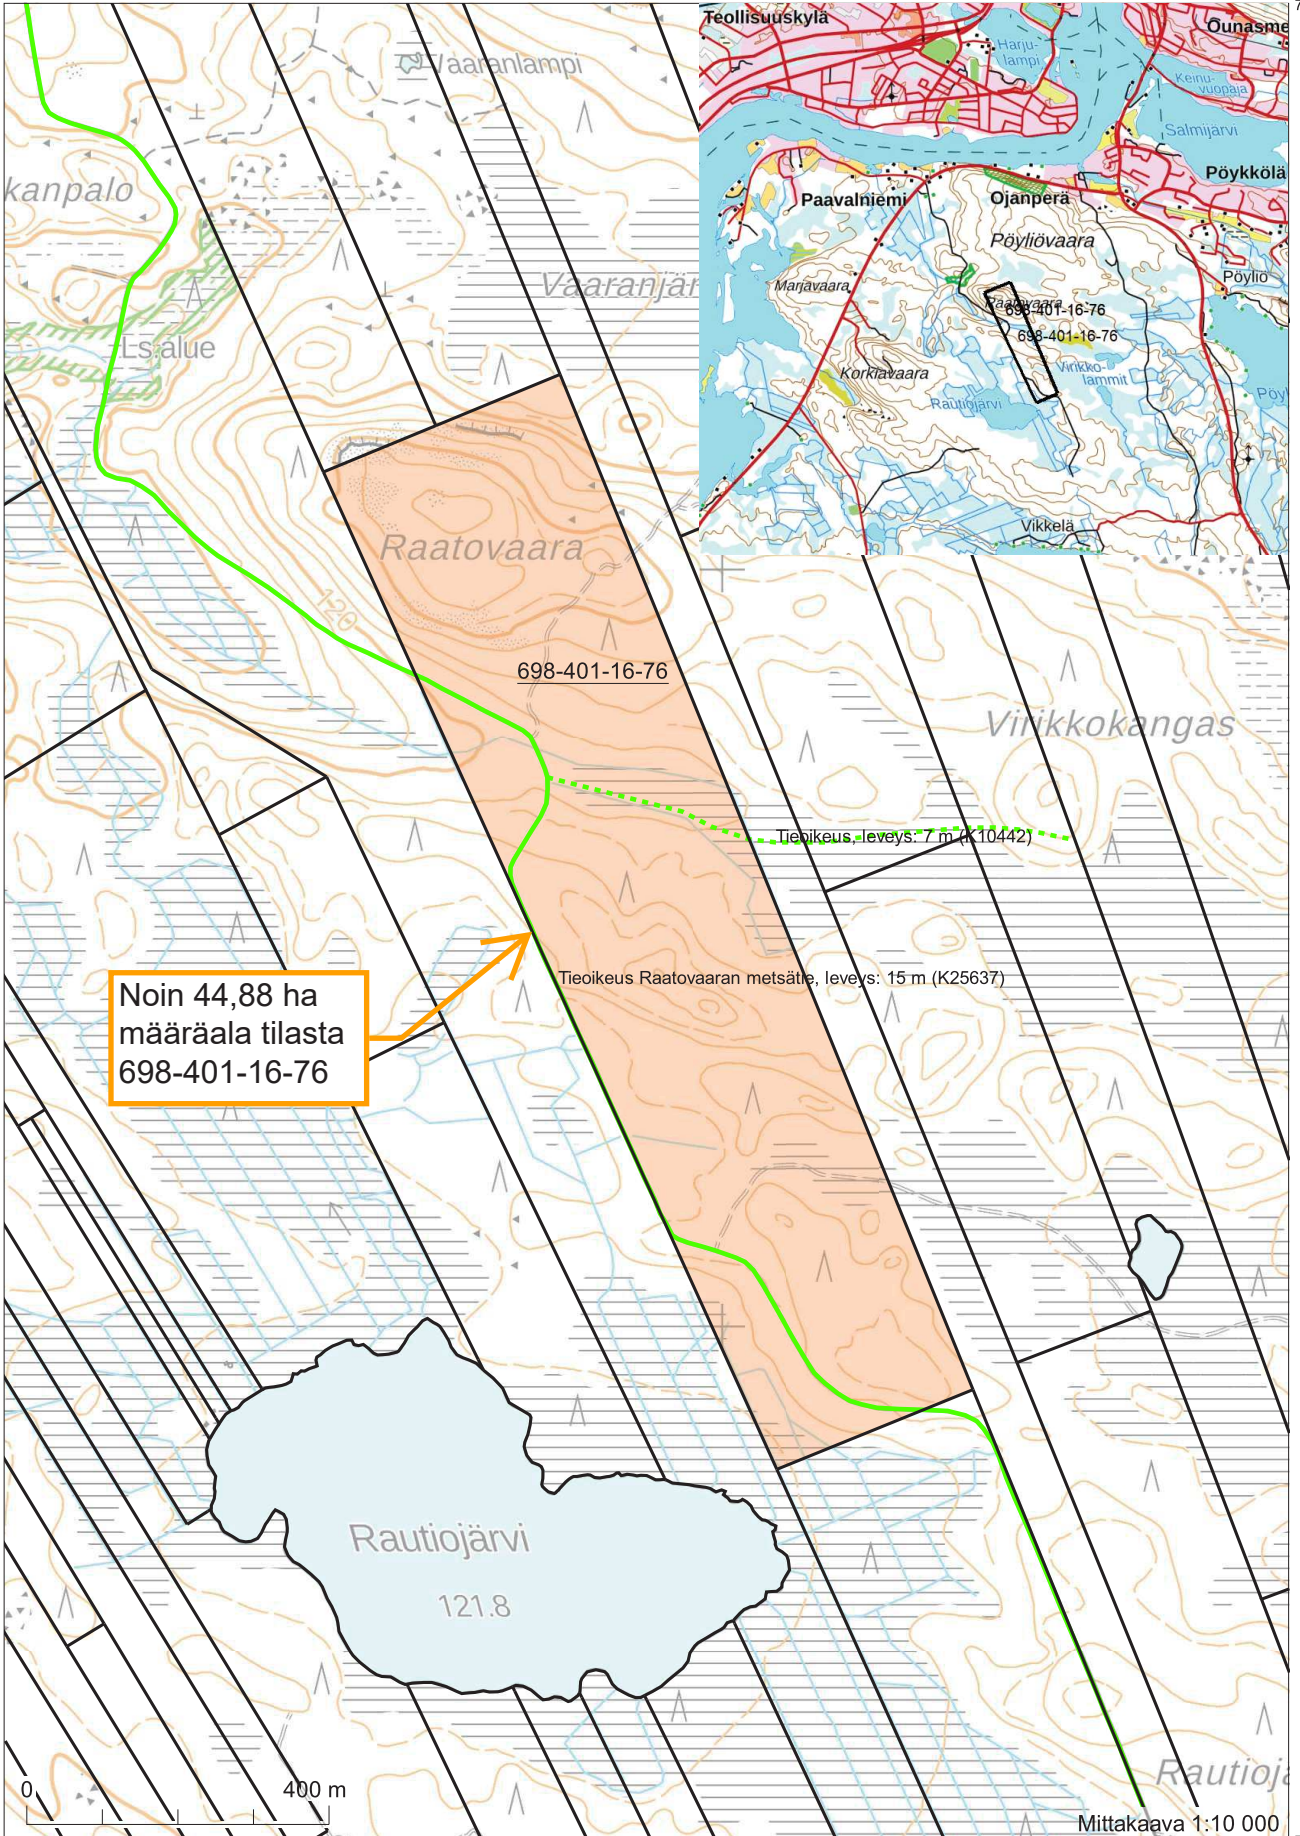 Vaaranlampi
kanpalo
Vaaranjär
Ls.alue
Raatovaara
120
698-401-16-76
Virikkokangas
Tieoikeus, leveys: 7 m (K10442)
Tieoikeus Raatovaaran metsätie, leveys: 15 m (K25637)
Noin 44,88 ha
määräala tilasta
698-401-16-76
Rautiojärvi
121.8
Rautioja
0 400 m
Mittakaava 1:10 000
Teollisuuskylä
Ounasme
Harju-
lampi
Keinu-
vuopaja
Salmijärvi
Pöykkölä
Paavalniemi
Ojanperä
Pöyliövaara
Pöyliö
Marjavaara
Raatovaara
698-401-16-76
698-401-16-76
Korkiavaara
Virikko-
lammit
Rautiojärvi
Pöyl
Vikkelä